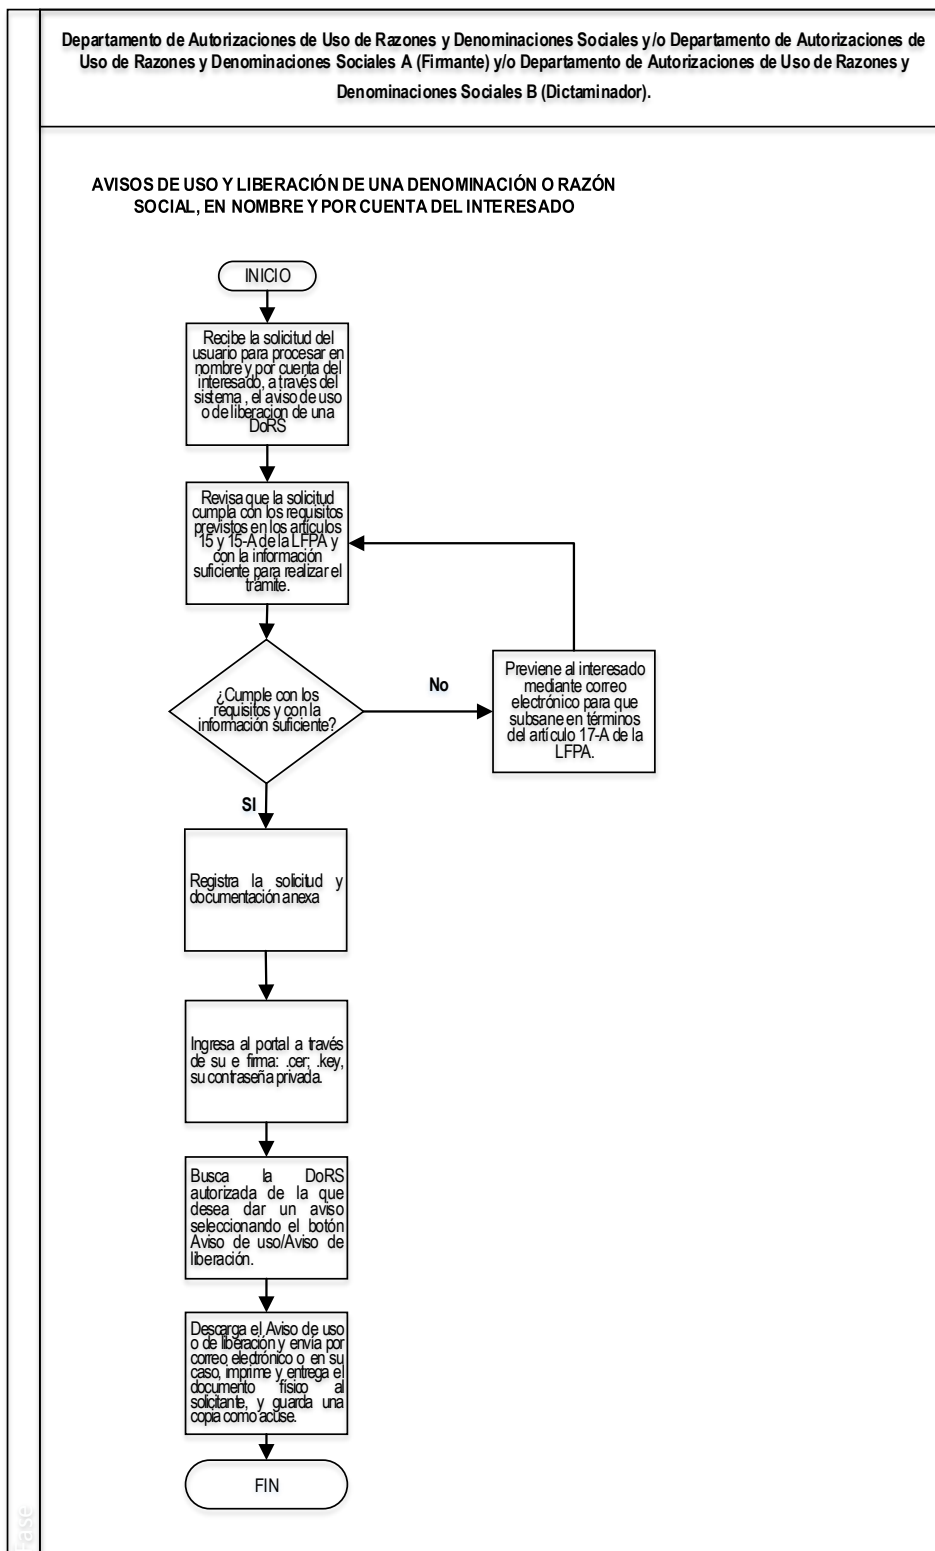 Departamento de Autorizaciones de Uso de Razones y Denominaciones Sociales y/o Departamento de Autorizaciones de
Uso de Razones y Denominaciones Sociales A (Firmante) y/o Departamento de Autorizaciones de Uso de Razones y
Denominaciones Sociales B (Dictaminador).
AVISOS DE USO Y LIBERACIÓN DE UNA DENOMINACIÓN O RAZÓN
SOCIAL, EN NOMBRE Y POR CUENTA DEL INTERESADO
INICIO
Recibe la solicitud del
usuario para procesar en
nombre y por cuenta del
interesado, a través del
sistema , el aviso de uso
o de liberacion de una
DoRS
Revisa que la solicitud
cumpla con los requisitos
previstos en los artículos
15 y 15-A de la LFPA y
con la información
suficiente para realizar el
trámite.
¿Cumple con los
requisitos y con la
información suficiente?
No
Previene al interesado
mediante correo
electrónico para que
subsane en términos
del artículo 17-A de la
LFPA.
SI
Registra la solicitud y
documentación anexa
Ingresa al portal a través
de su e firma: .cer; .key,
su contraseña privada.
Busca la DoRS
autorizada de la que
desea dar un aviso
seleccionando el botón
Aviso de uso/Aviso de
liberación.
Descarga el Aviso de uso
o de liberación y envía por
correo electrónico o en su
caso, imprime y entrega el
documento físico al
solicitante, y guarda una
copia como acuse.
FIN
Fase